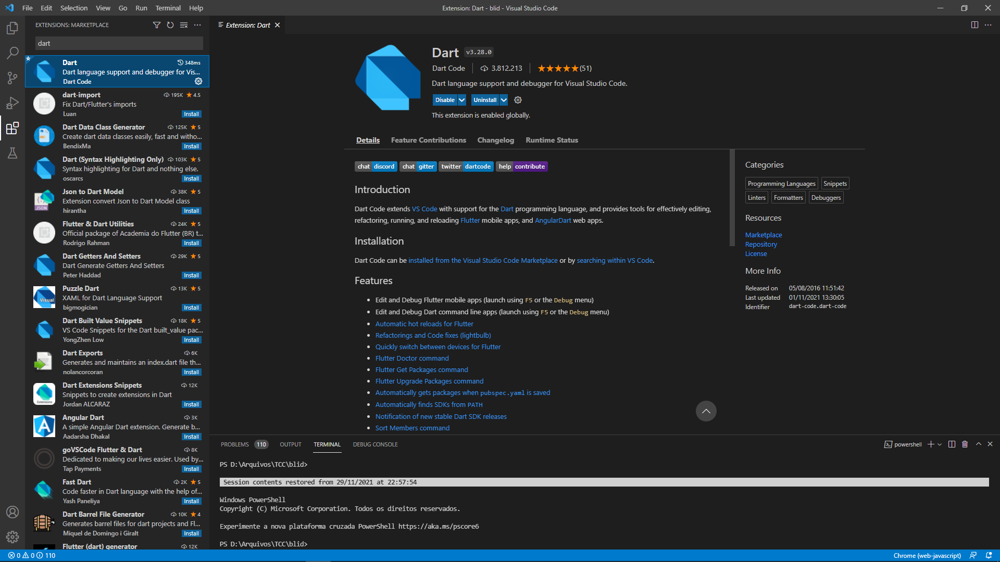 File Edit Selection View Go Run Terminal Help
Extension: Dart - blid - Visual Studio Code
EXTENSIONS: MARKETPLACE
dart
Dart 348ms
Dart language support and debugger for Vis...
Dart Code
dart-import 195K 4.5
Fix Dart/Flutter's imports
Luan Install
Dart Data Class Generator 125K 5
Create dart data classes easily, fast and witho...
BendixMa Install
Dart (Syntax Highlighting Only) 103K 5
Syntax highlighting for Dart and nothing else.
oscarcs Install
Json to Dart Model 38K 5
Extension convert Json to Dart Model class
hirantha Install
JSON
Flutter & Dart Utilities 24K 5
Official package of Academia do Flutter (BR) t...
Rodrigo Rahman Install
Dart Getters And Setters 29K 5
Dart Generate Getters And Setters
Peter Haddad Install
Puzzle Dart 13K 5
XAML for Dart Language Support
bigmogician Install
Visual
Dart Built Value Snippets 18K 5
VS Code Snippets for the Dart built_value pac...
YongZhen Low Install
Dart Exports 6K
Generates and maintains an index.dart file th...
nolancorcoran Install
Dart Extensions Snippets 12K
Snippets to create extensions in Dart
Jordan ALCARAZ Install
Extensions
Angular Dart 3K
A simple Angular Dart extension. Generate b...
Aadarsha Dhakal Install
goVSCode Flutter & Dart 8K
Dedicated to making our lives easier. Used by...
Tap Payments Install
Fast Dart 2K 5
Code faster in Dart language with the help of...
Yash Paneliya Install
Dart Barrel File Generator 10K 4
Generates barrel files for dart projects and Fl...
Miquel de Domingo i Giralt Install
Flutter (dart) generator 12K
Extension: Dart
Dart v3.28.0
Dart Code 3.812.213 (51)
Dart language support and debugger for Visual Studio Code.
Disable Uninstall
This extension is enabled globally.
Details Feature Contributions Changelog Runtime Status
chat discord chat gitter twitter dartcode help contribute
Introduction
Dart Code extends VS Code with support for the Dart programming language, and provides tools for effectively editing,
refactoring, running, and reloading Flutter mobile apps, and AngularDart web apps.
Installation
Dart Code can be installed from the Visual Studio Code Marketplace or by searching within VS Code.
Features
Edit and Debug Flutter mobile apps (launch using F5 or the Debug menu)
Edit and Debug Dart command line apps (launch using F5 or the Debug menu)
Automatic hot reloads for Flutter
Refactorings and Code fixes (lightbulb)
Quickly switch between devices for Flutter
Flutter Doctor command
Flutter Get Packages command
Flutter Upgrade Packages command
Automatically gets packages when pubspec.yaml is saved
Automatically finds SDKs from PATH
Notification of new stable Dart SDK releases
Sort Members command
Categories
Programming Languages Snippets
Linters Formatters Debuggers
Resources
Marketplace
Repository
License
More Info
Released on 05/08/2016 11:51:42
Last updated 01/11/2021 13:30:05
Identifier dart-code.dart-code
PROBLEMS 110 OUTPUT TERMINAL DEBUG CONSOLE
powershell
PS D:\Arquivos\TCC\blid>
Session contents restored from 29/11/2021 at 22:57:54
Windows PowerShell
Copyright (C) Microsoft Corporation. Todos os direitos reservados.
Experimente a nova plataforma cruzada PowerShell https://aka.ms/pscore6
PS D:\Arquivos\TCC\blid>
0 0 110
Chrome (web-javascript)